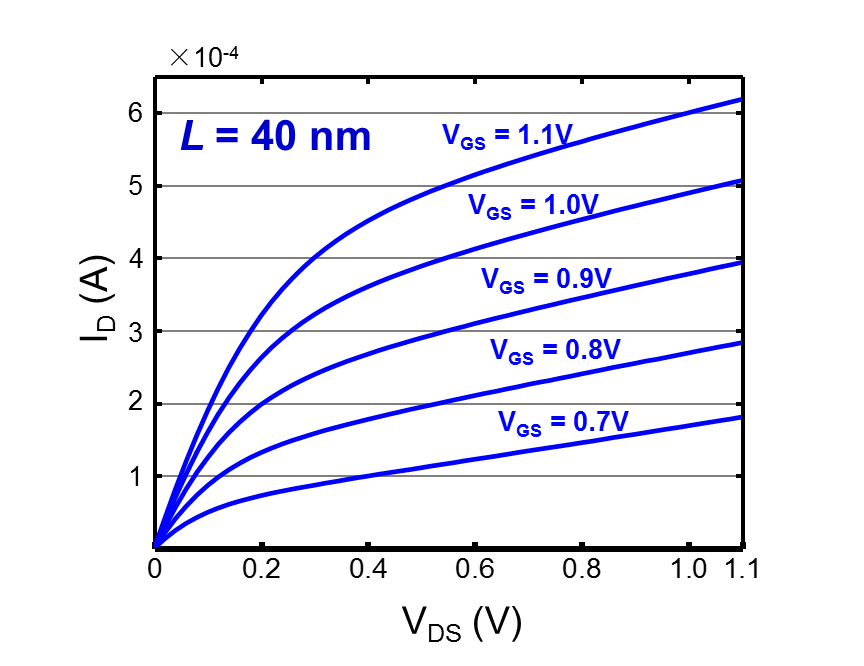 ×10-4
6
L = 40 nm
VGS = 1.1V
5
VGS = 1.0V
4
VGS = 0.9V
ID (A)
3
VGS = 0.8V
2
VGS = 0.7V
1
0 0.2 0.4 0.6 0.8 1.0 1.1
VDS (V)